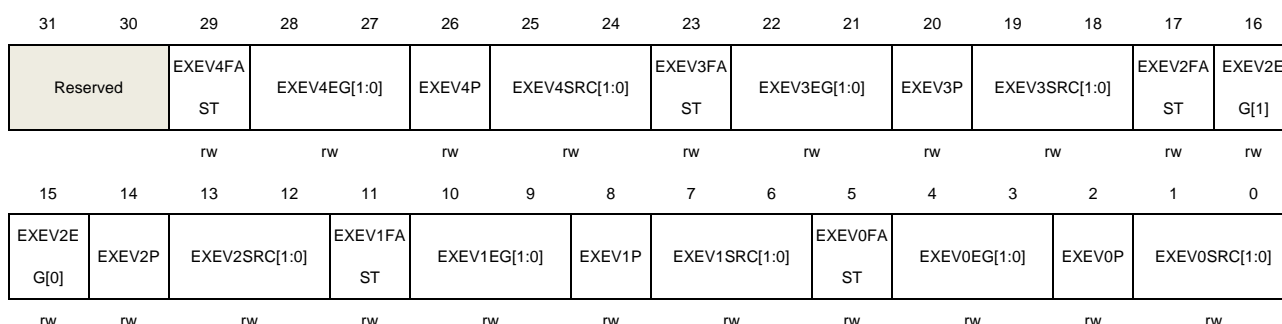 31 30 29 28 27 26 25 24 23 22 21 20 19 18 17 16
Reserved EXEV4FA ST EXEV4EG[1:0] EXEV4P EXEV4SRC[1:0] EXEV3FA ST EXEV3EG[1:0] EXEV3P EXEV3SRC[1:0] EXEV2FA ST EXEV2E G[1]
rw rw rw rw rw rw rw rw rw rw
15 14 13 12 11 10 9 8 7 6 5 4 3 2 1 0
EXEV2E G[0] EXEV2P EXEV2SRC[1:0] EXEV1FA ST EXEV1EG[1:0] EXEV1P EXEV1SRC[1:0] EXEV0FA ST EXEV0EG[1:0] EXEV0P EXEV0SRC[1:0]
rw rw rw rw rw rw rw rw rw rw rw